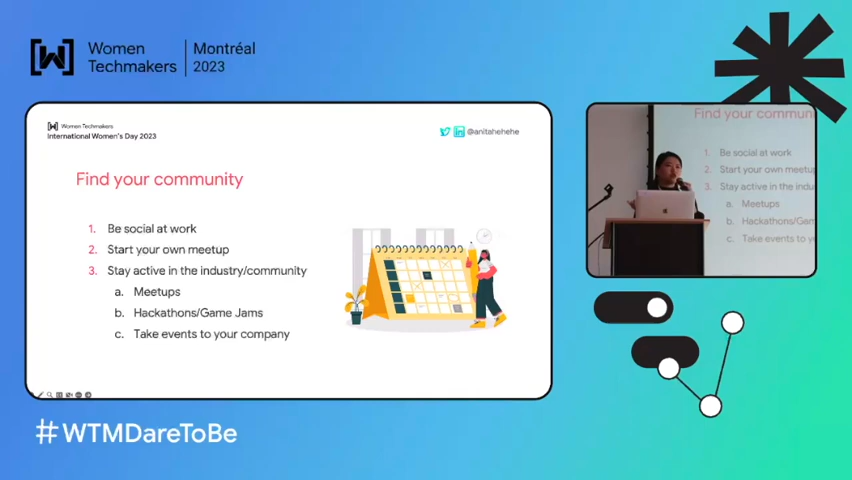 Women
Techmakers
Montréal
2023
Women Techmakers
International Women's Day 2023
@anitahehehe
Find your community
1. Be social at work
2. Start your own meetup
3. Stay active in the industry/community
a. Meetups
b. Hackathons/Game Jams
c. Take events to your company
Find your commun
1. Be social at work
2. Start your own meetup
3. Stay active in the indus
a. Meetups
b. Hackathons/Gam
c. Take events to yo
#WTMDareToBe